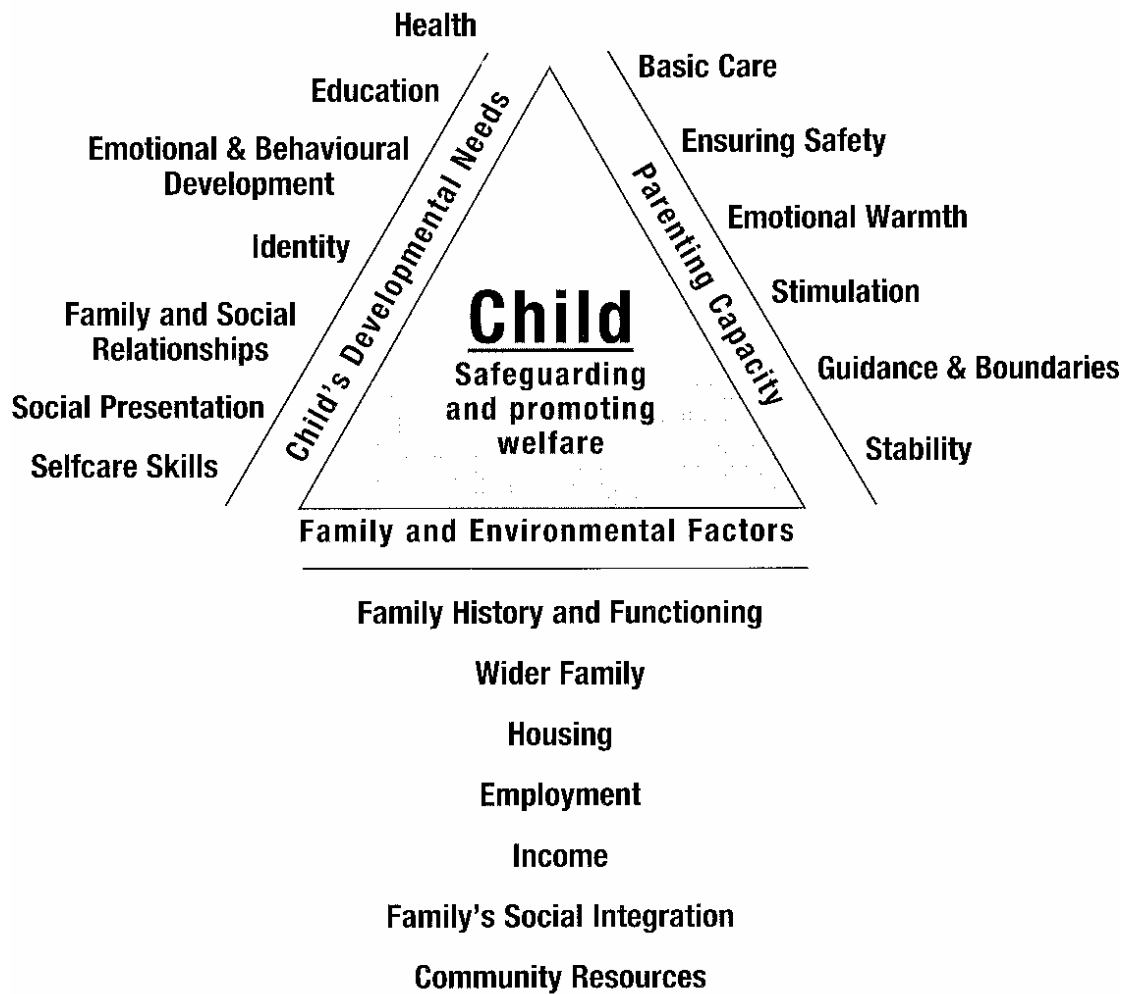 Health
Education
Emotional & Behavioural
Development
Identity
Family and Social
Relationships
Social Presentation
Selfcare Skills
Child's Developmental Needs
Basic Care
Ensuring Safety
Emotional Warmth
Stimulation
Guidance & Boundaries
Stability
Parenting Capacity
Child
Safeguarding
and promoting
welfare
Family and Environmental Factors
Family History and Functioning
Wider Family
Housing
Employment
Income
Family's Social Integration
Community Resources